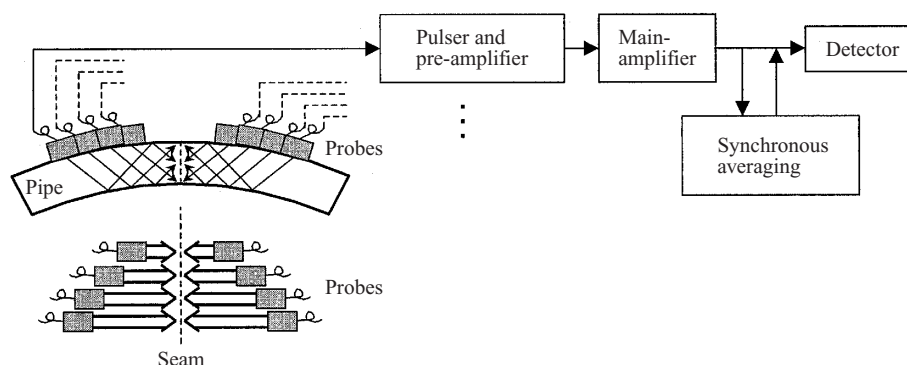 Pulser and
pre-amplifier
Main-
amplifier
Detector
Synchronous
averaging
Probes
Pipe
Probes
Seam